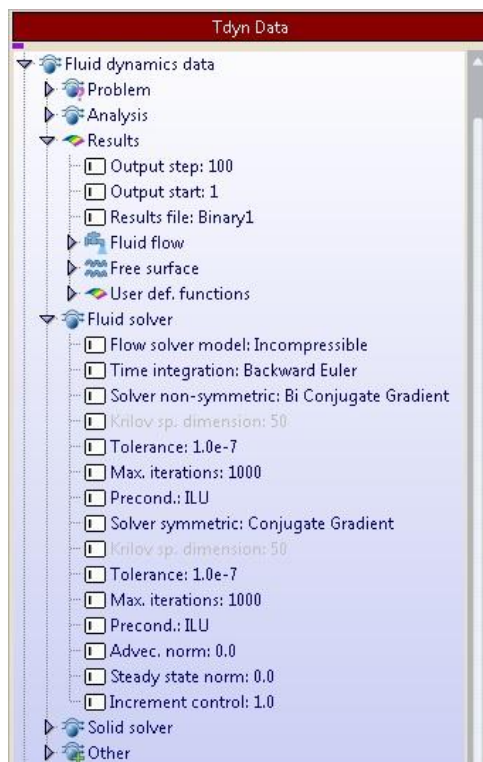 Tdyn Data
Fluid dynamics data
Problem
Analysis
Results
Output step: 100
Output start: 1
Results file: Binary1
Fluid flow
Free surface
User def. functions
Fluid solver
Flow solver model: Incompressible
Time integration: Backward Euler
Solver non-symmetric: Bi Conjugate Gradient
Krilov sp. dimension: 50
Tolerance: 1.0e-7
Max. iterations: 1000
Precond.: ILU
Solver symmetric: Conjugate Gradient
Krilov sp. dimension: 50
Tolerance: 1.0e-7
Max. iterations: 1000
Precond.: ILU
Advec. norm: 0.0
Steady state norm: 0.0
Increment control: 1.0
Solid solver
Other